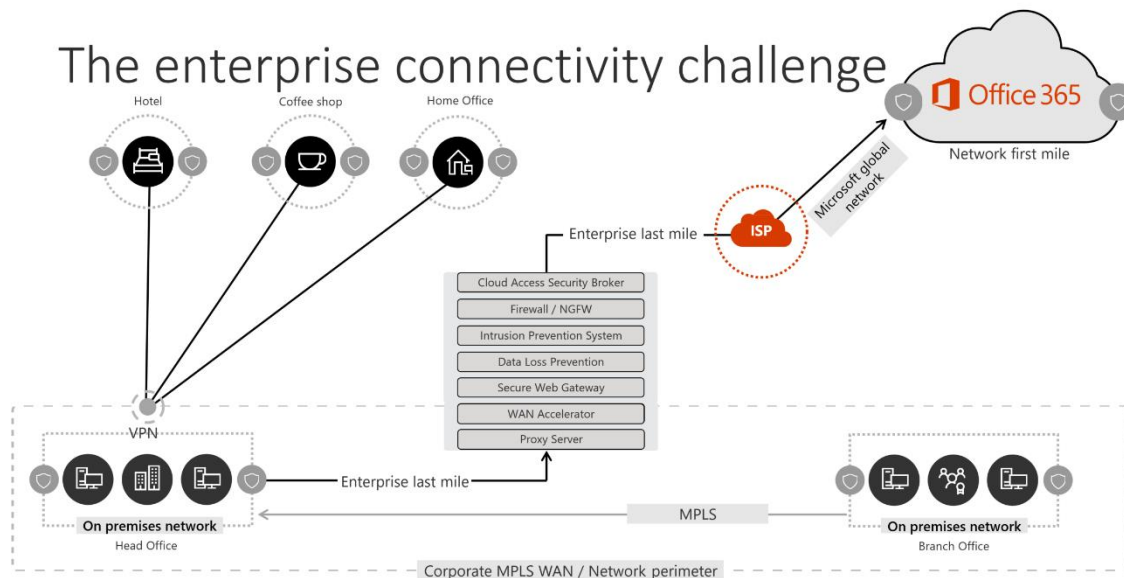 The enterprise connectivity challenge
Office 365
Network first mile
Hotel
Coffee shop
Home Office
Microsoft global
network
ISP
Enterprise last mile
Cloud Access Security Broker
Firewall / NGFW
Intrusion Prevention System
Data Loss Prevention
Secure Web Gateway
WAN Accelerator
Proxy Server
VPN
Enterprise last mile
On premises network
Head Office
MPLS
On premises network
Branch Office
Corporate MPLS WAN / Network perimeter